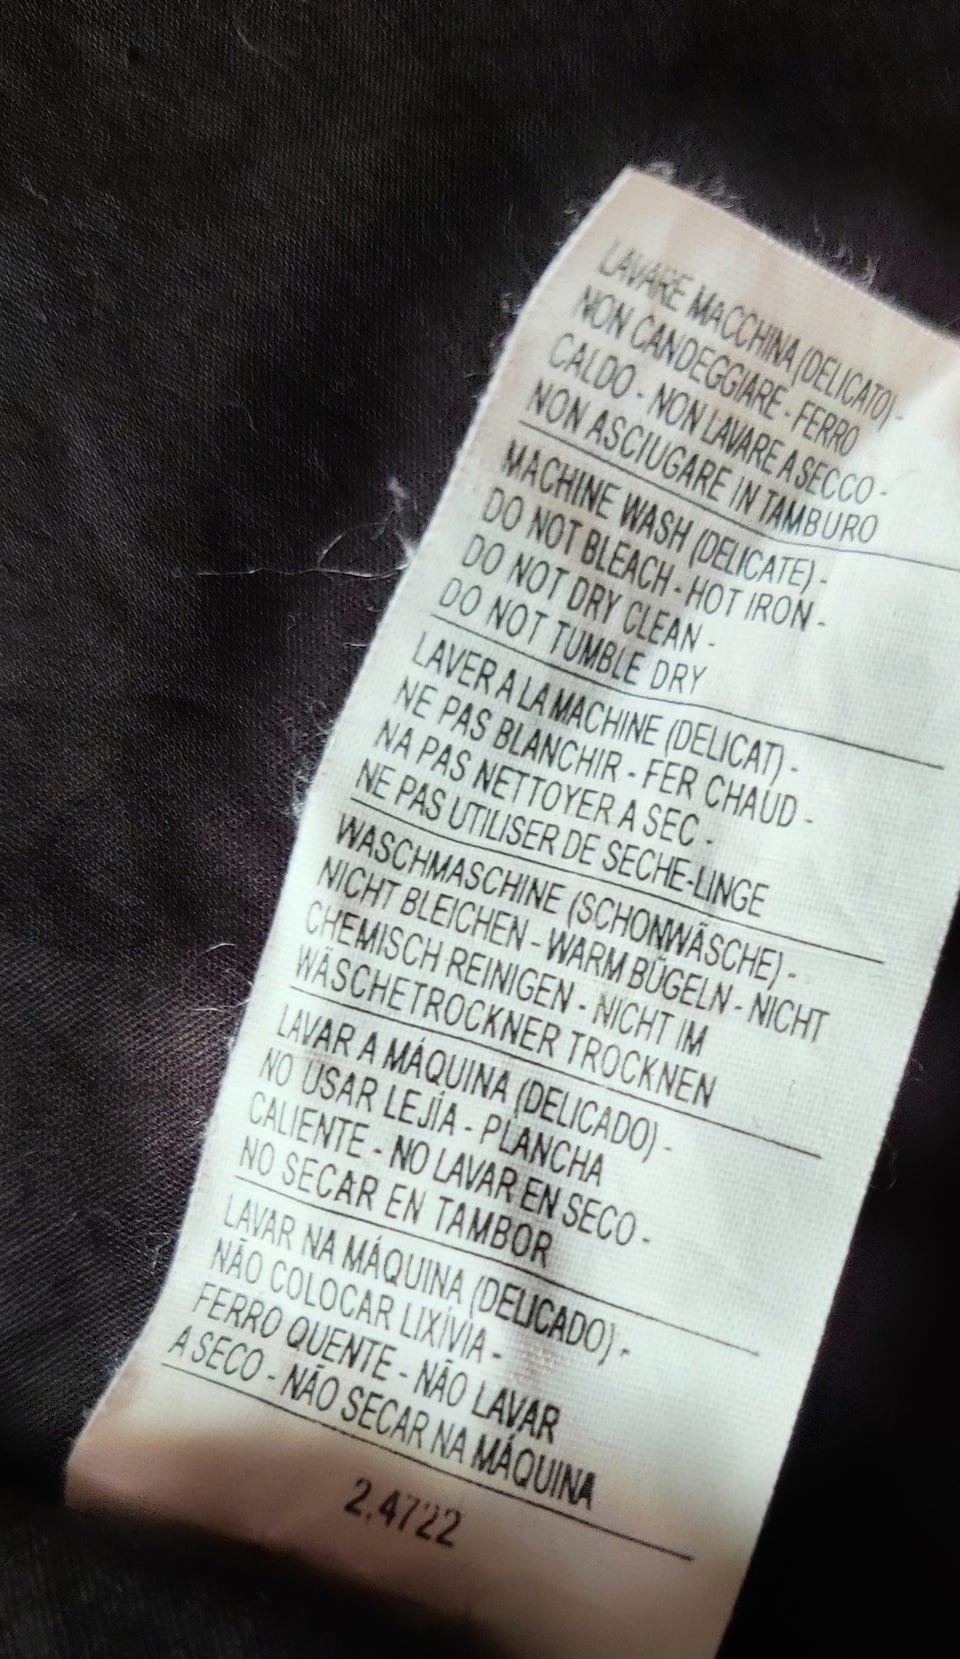 LAVARE MACCHINA (DELICATO) -
NON CANDEGGIARE - FERRO
CALDO - NON LAVARE A SECCO -
NON ASCIUGARE IN TAMBURO
MACHINE WASH (DELICATE) -
DO NOT BLEACH - HOT IRON -
DO NOT DRY CLEAN -
DO NOT TUMBLE DRY
LAVER A LA MACHINE (DELICAT) -
NE PAS BLANCHIR - FER CHAUD -
NA PAS NETTOYER A SEC -
NE PAS UTILISER DE SECHE-LINGE
WASCHMASCHINE (SCHONWÄSCHE) -
NICHT BLEICHEN - WARM BÜGELN - NICHT
CHEMISCH REINIGEN - NICHT IM
WÄSCHETROCKNER TROCKNEN
LAVAR A MÁQUINA (DELICADO) -
NO USAR LEJÍA - PLANCHA
CALIENTE - NO LAVAR EN SECO -
NO SECAR EN TAMBOR
LAVAR NA MÁQUINA (DELICADO) -
NÃO COLOCAR LIXÍVIA -
FERRO QUENTE - NÃO LAVAR
A SECO - NÃO SECAR NA MÁQUINA
2.4722